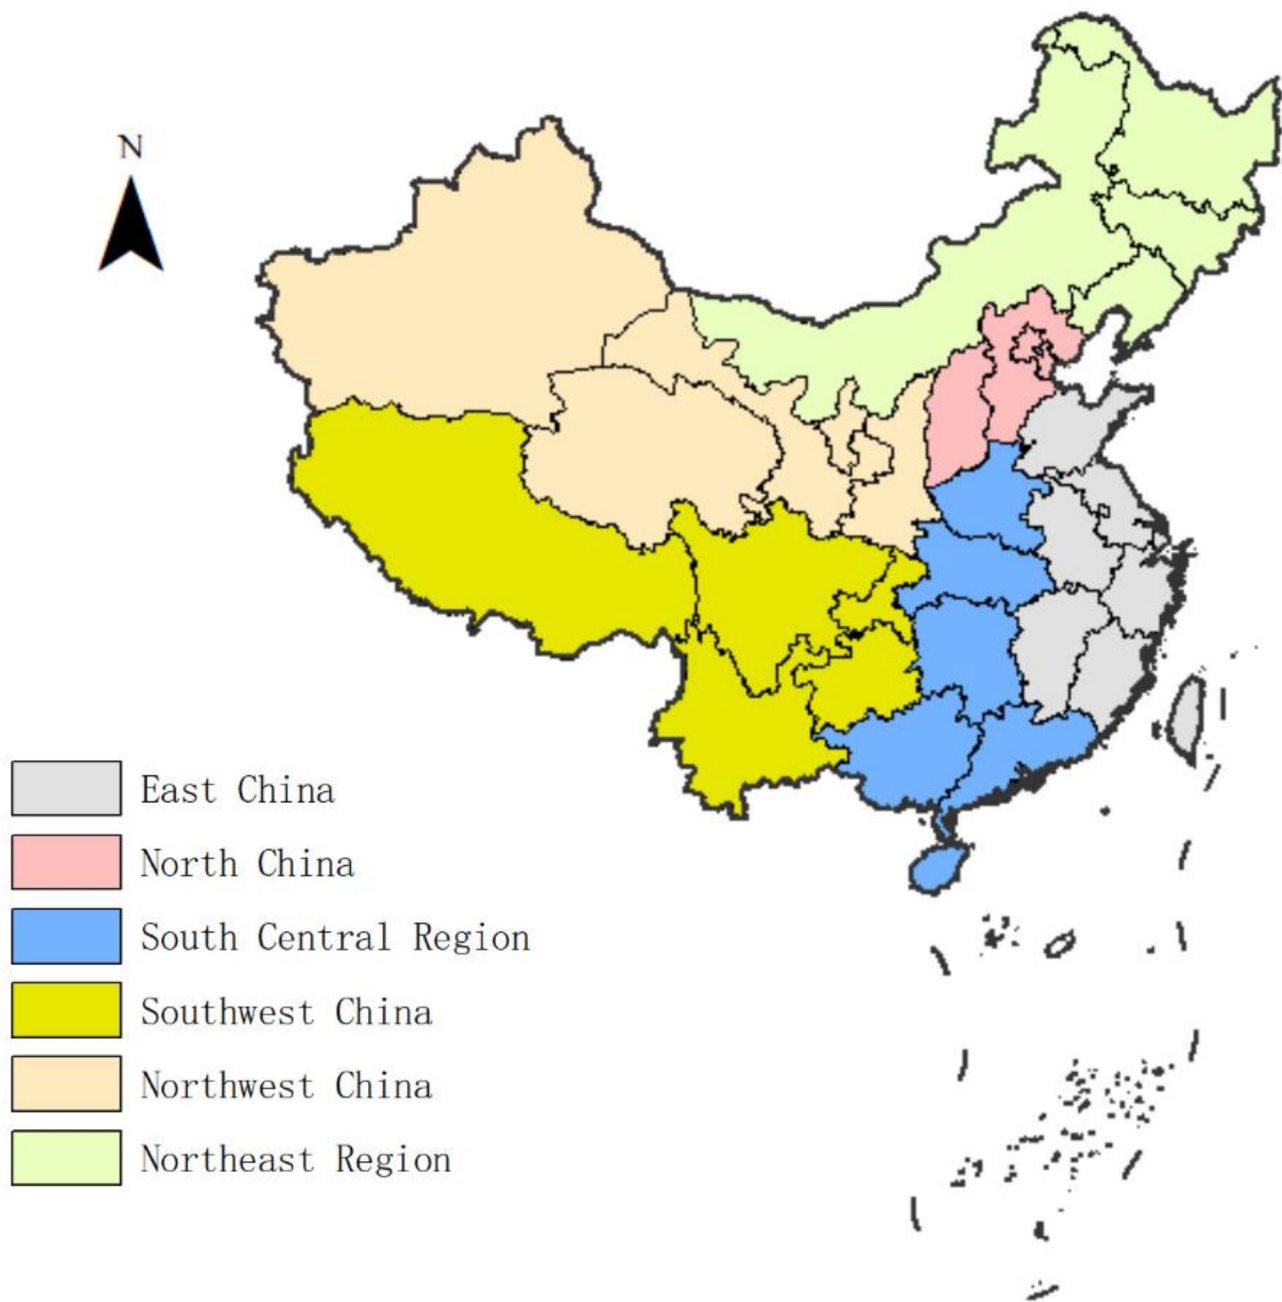 N
East China
North China
South Central Region
Southwest China
Northwest China
Northeast Region